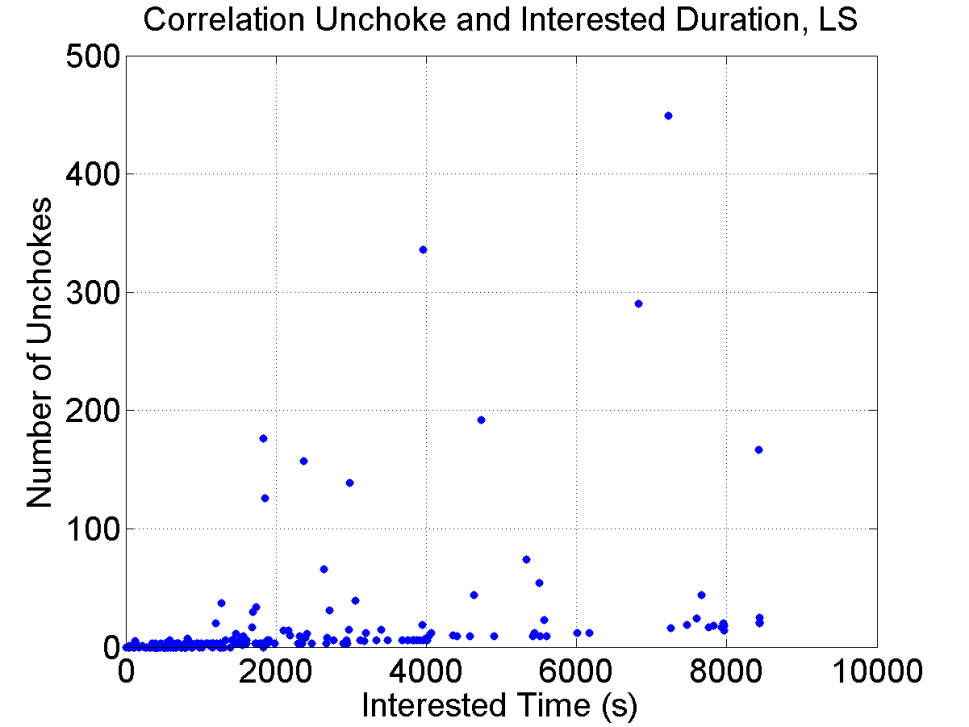 Correlation Unchoke and Interested Duration, LS
500
400
300
200
100
0
Number of Unchokes
0 2000 4000 6000 8000 10000
Interested Time (s)